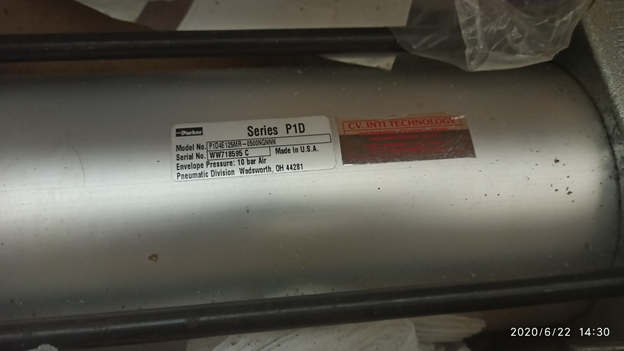 Parker
Series P1D
Model No. P1D4E125MR-0500NGNNN
Serial No. WW718595 C
Made In U.S.A.
Envelope Pressure: 10 bar Air
Pneumatic Division Wadsworth, OH 44281
CV. INTI TECHNOLOGY
2020/6/22 14:30